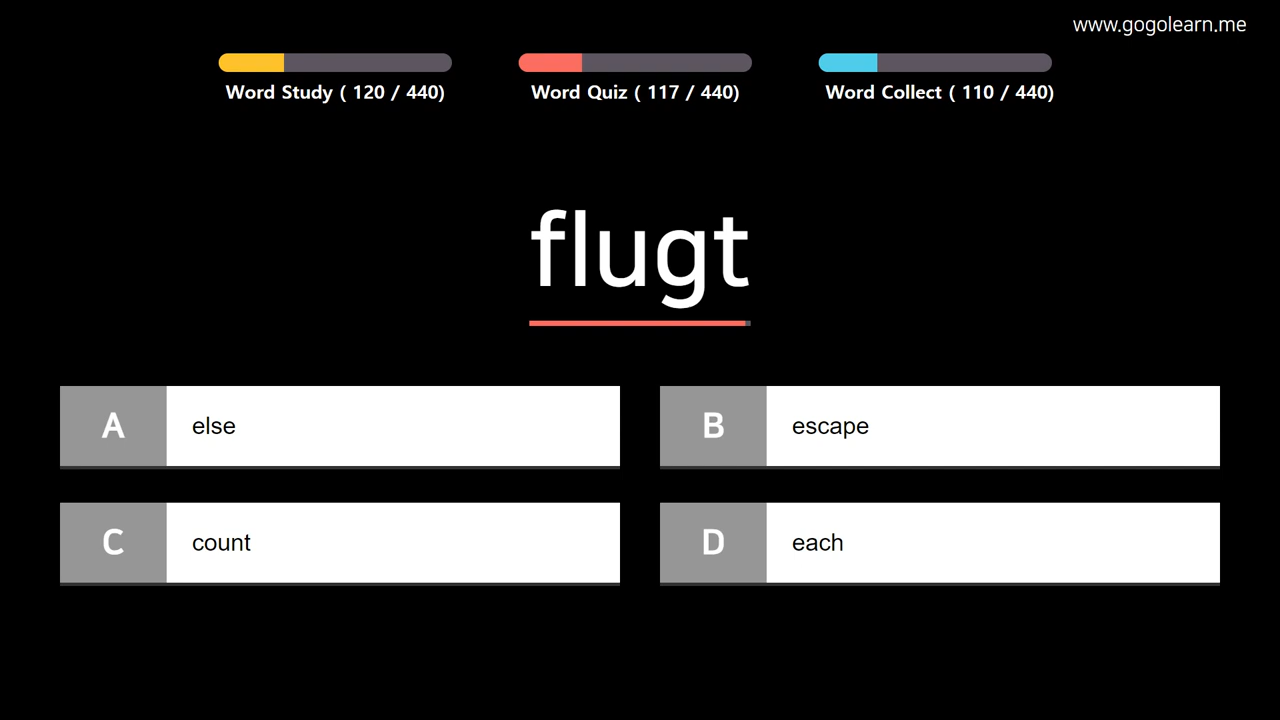 www.gogolearn.me
Word Study ( 120 / 440)
Word Quiz ( 117 / 440)
Word Collect ( 110 / 440)
flugt
A else
B escape
C count
D each